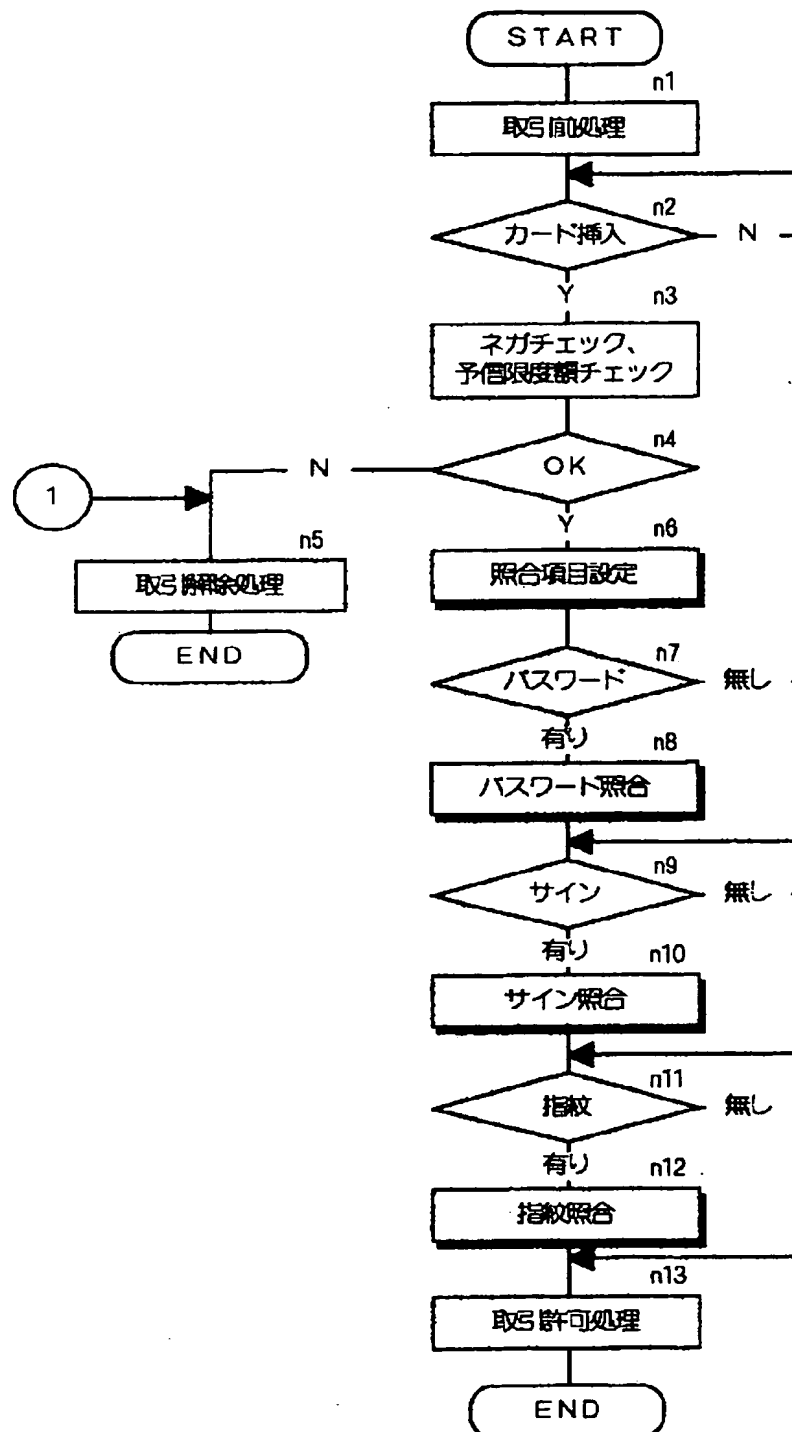 START
n1
取引前処理
n2
カード挿入
N
Y
n3
ネガチェック、
予信限度額チェック
n4
OK
N
1
Y
n5
取引解除処理
END
n6
照合項目設定
n7
パスワード
無し
有り
n8
パスワード照合
n9
サイン
無し
有り
n10
サイン照合
n11
指紋
無し
有り
n12
指紋照合
n13
取引許可処理
END